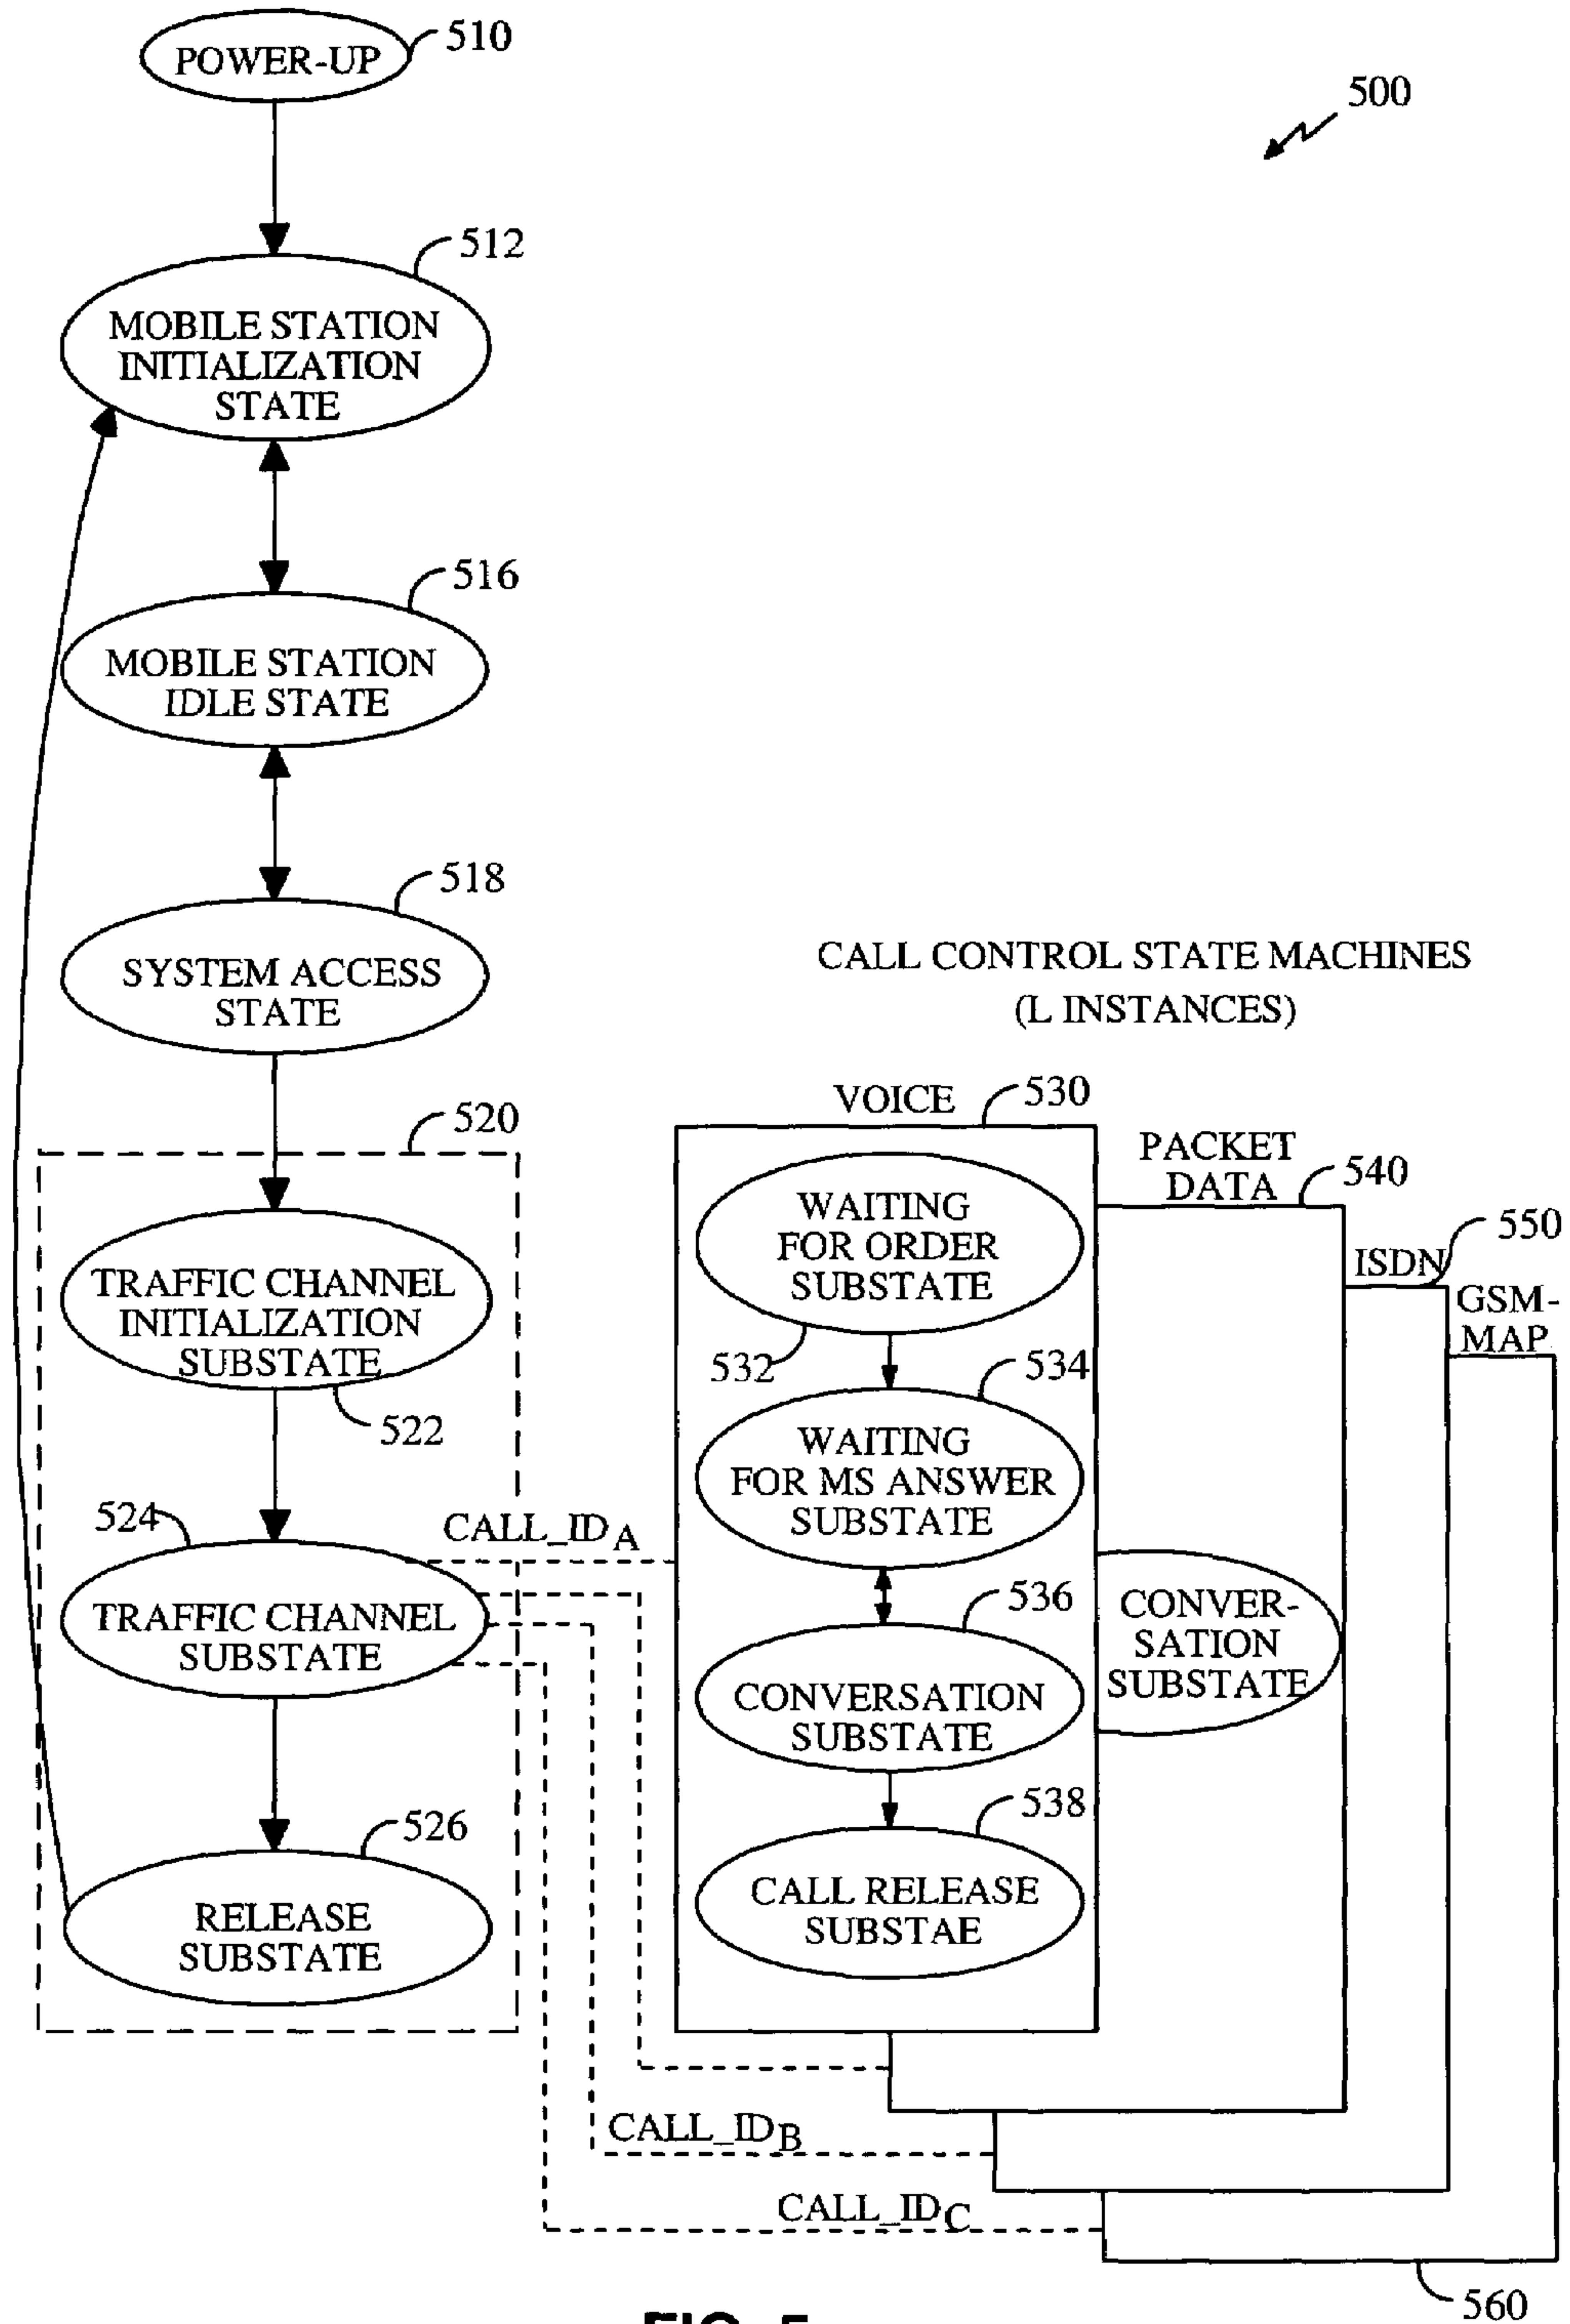 POWER-UP
510
500
512
MOBILE STATION
INITIALIZATION
STATE
516
MOBILE STATION
IDLE STATE
518
SYSTEM ACCESS
STATE
CALL CONTROL STATE MACHINES
(L INSTANCES)
520
VOICE
530
PACKET
DATA
540
550
ISDN
GSM-
MAP
TRAFFIC CHANNEL
INITIALIZATION
SUBSTATE
522
WAITING
FOR ORDER
SUBSTATE
532
534
WAITING
FOR MS ANSWER
SUBSTATE
524
CALL_IDA
TRAFFIC CHANNEL
SUBSTATE
536
CONVER-
SATION
SUBSTATE
CONVERSATION
SUBSTATE
538
526
RELEASE
SUBSTATE
CALL RELEASE
SUBSTAE
CALL_IDB
CALL_IDC
560
FIG. 5